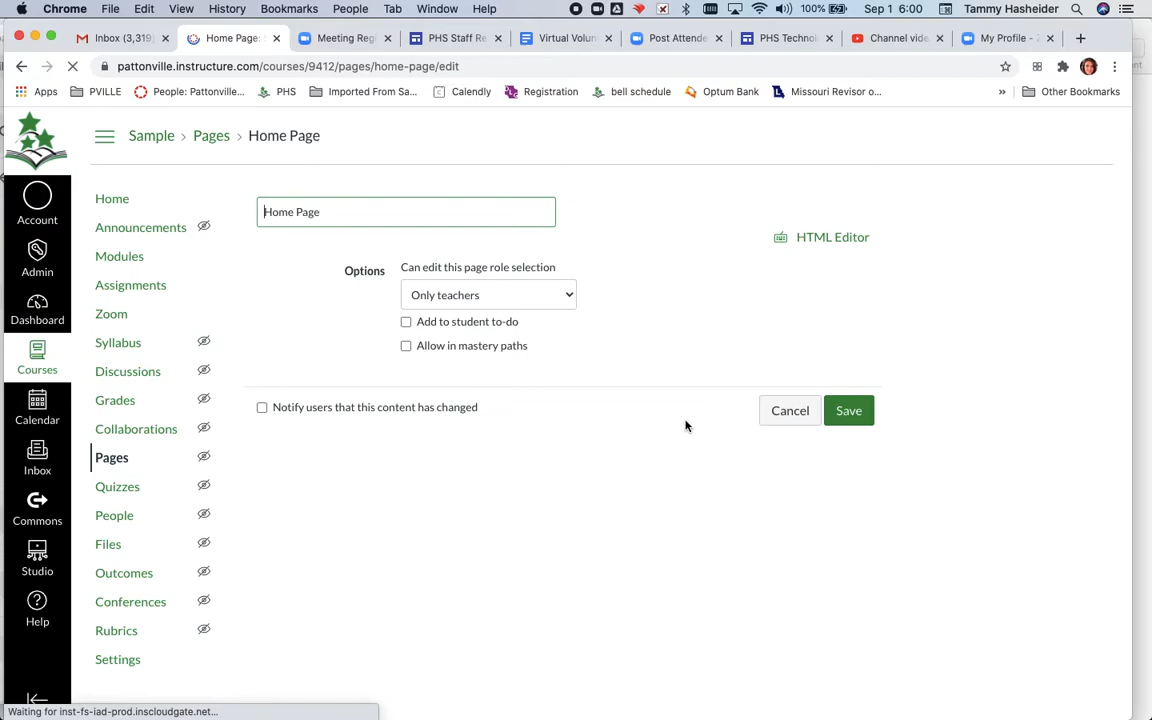 Chrome File Edit View History Bookmarks People Tab Window Help 100% Sep 1 6:00 Tammy Hasheider
Inbox (3,319) Home Page: Meeting Regi PHS Staff Re Virtual Volun Post Attende PHS Techno Channel vide My Profile -
pattonville.instructure.com/courses/9412/pages/home-page/edit
Apps PVILLE People: Pattonville... PHS Imported From Sa... Calendly Registration bell schedule Optum Bank Missouri Revisor o... » Other Bookmarks
Sample › Pages › Home Page
Account
Admin
Dashboard
Courses
Calendar
Inbox
Commons
Studio
Help
Home
Announcements
Modules
Assignments
Zoom
Syllabus
Discussions
Grades
Collaborations
Pages
Quizzes
People
Files
Outcomes
Conferences
Rubrics
Settings
Home Page
HTML Editor
Options
Can edit this page role selection
Only teachers
Add to student to-do
Allow in mastery paths
Notify users that this content has changed
Cancel
Save
Waiting for inst-fs-iad-prod.inscloudgate.net...